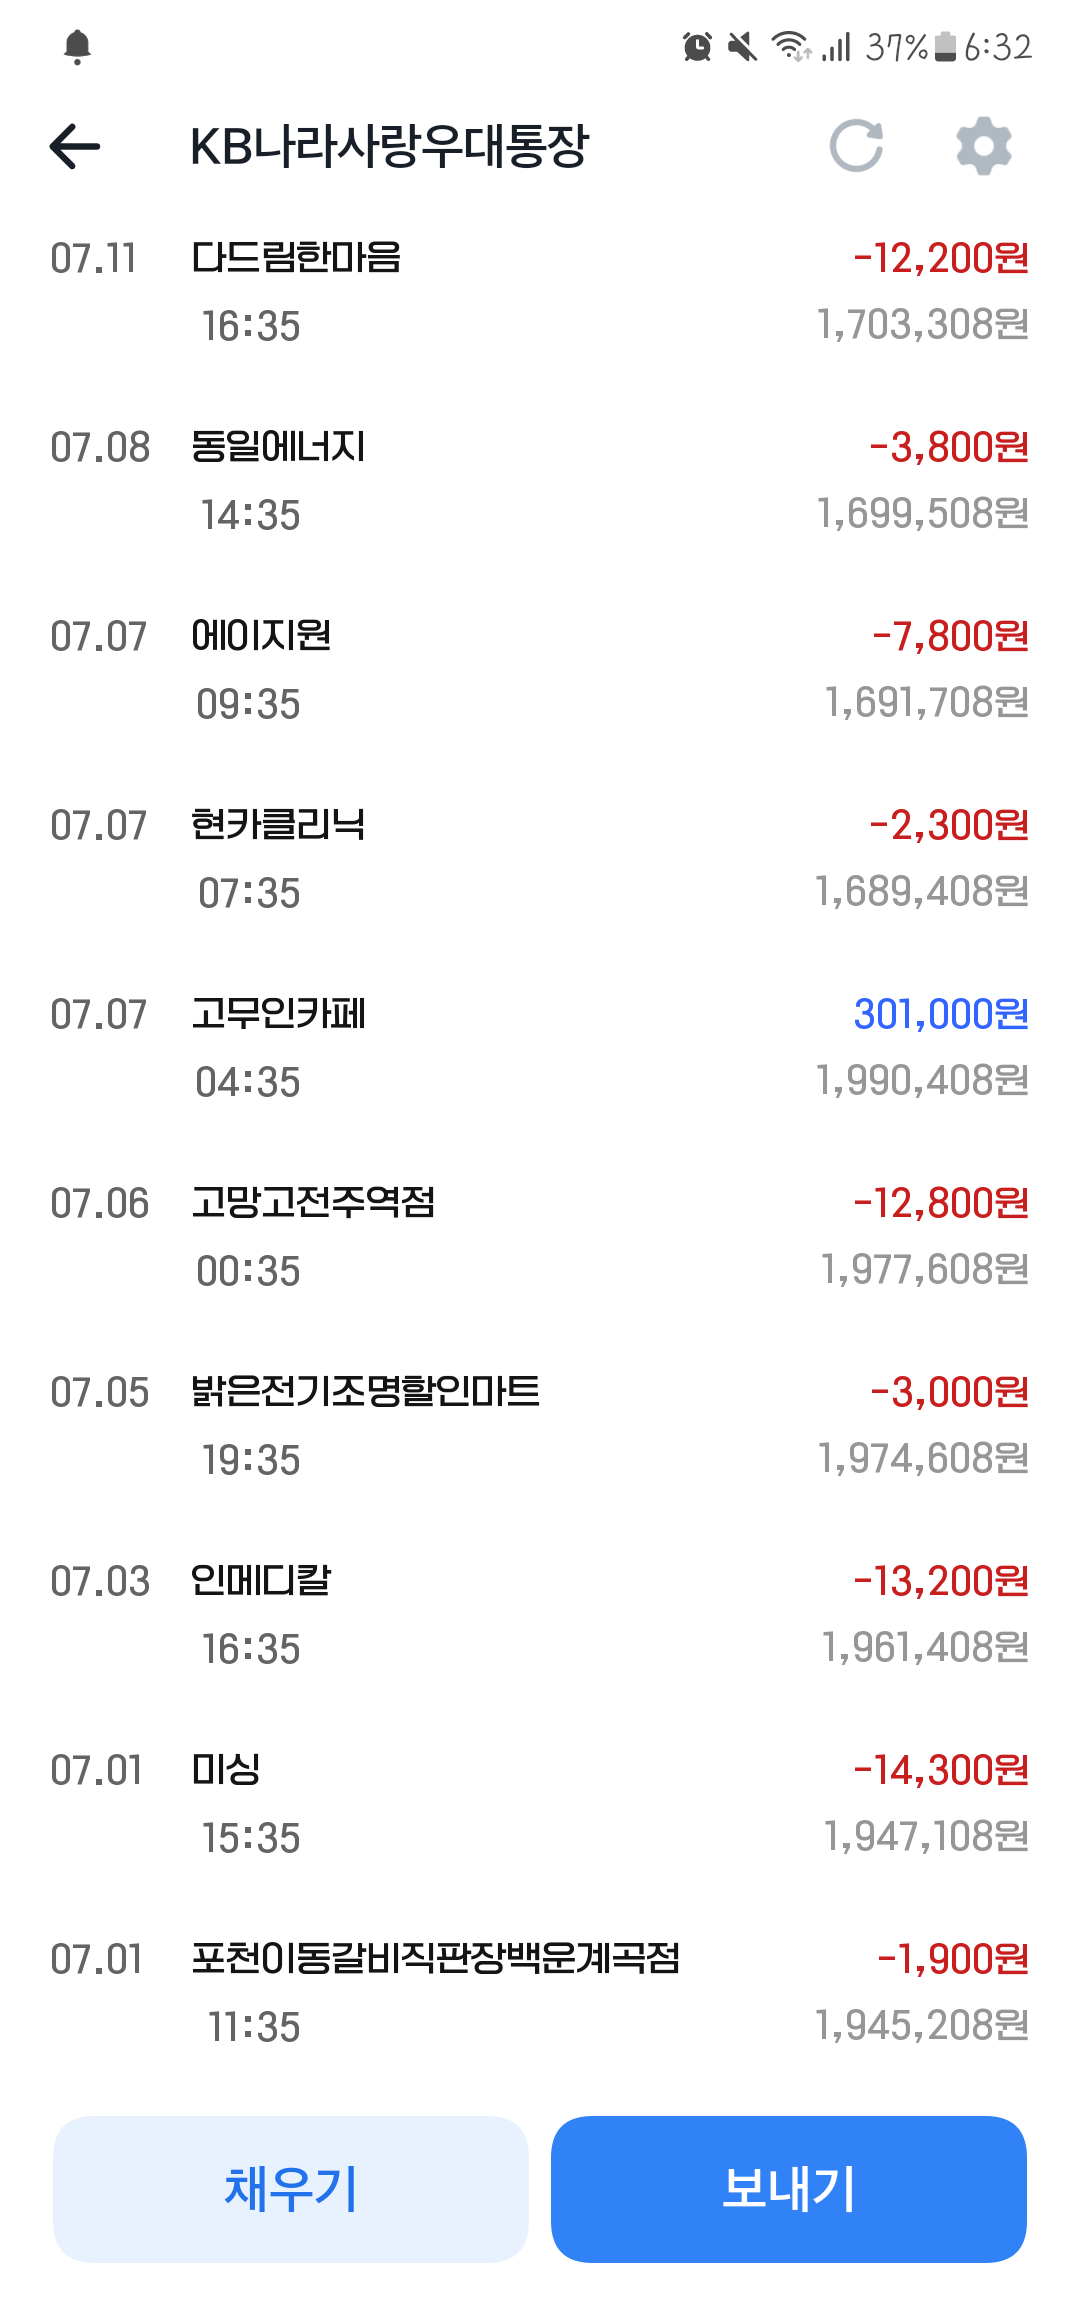 37% 6:32
KB나라사랑우대통장
07.11 다드림한마음 -12,200원
16:35 1,703,308원
07.08 동일에너지 -3,800원
14:35 1,699,508원
07.07 에이지원 -7,800원
09:35 1,691,708원
07.07 현카클리닉 -2,300원
07:35 1,689,408원
07.07 고무인카페 301,000원
04:35 1,990,408원
07.06 고망고전주역점 -12,800원
00:35 1,977,608원
07.05 밝은전기조명할인마트 -3,000원
19:35 1,974,608원
07.03 인메디칼 -13,200원
16:35 1,961,408원
07.01 미싱 -14,300원
15:35 1,947,108원
07.01 포천이동갈비직판장백운계곡점 -1,900원
11:35 1,945,208원
채우기 보내기